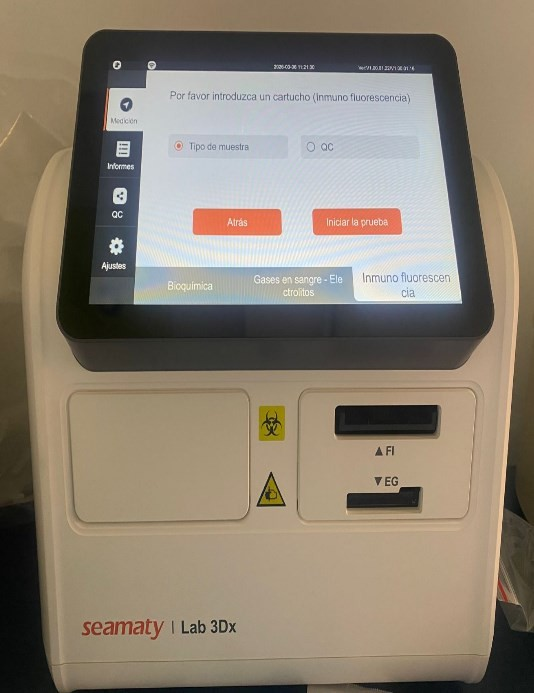 2026-03-06 11:21:30
Por favor introduzca un cartucho (Inmuno fluorescencia)
Medición
Tipo de muestra
QC
Informes
QC
Atrás
Iniciar la prueba
Ajustes
Bioquímica
Gases en sangre - Ele
ctrolitos
Inmuno fluorescen
cia
▲ FI
▼ EG
seamaty | Lab 3Dx